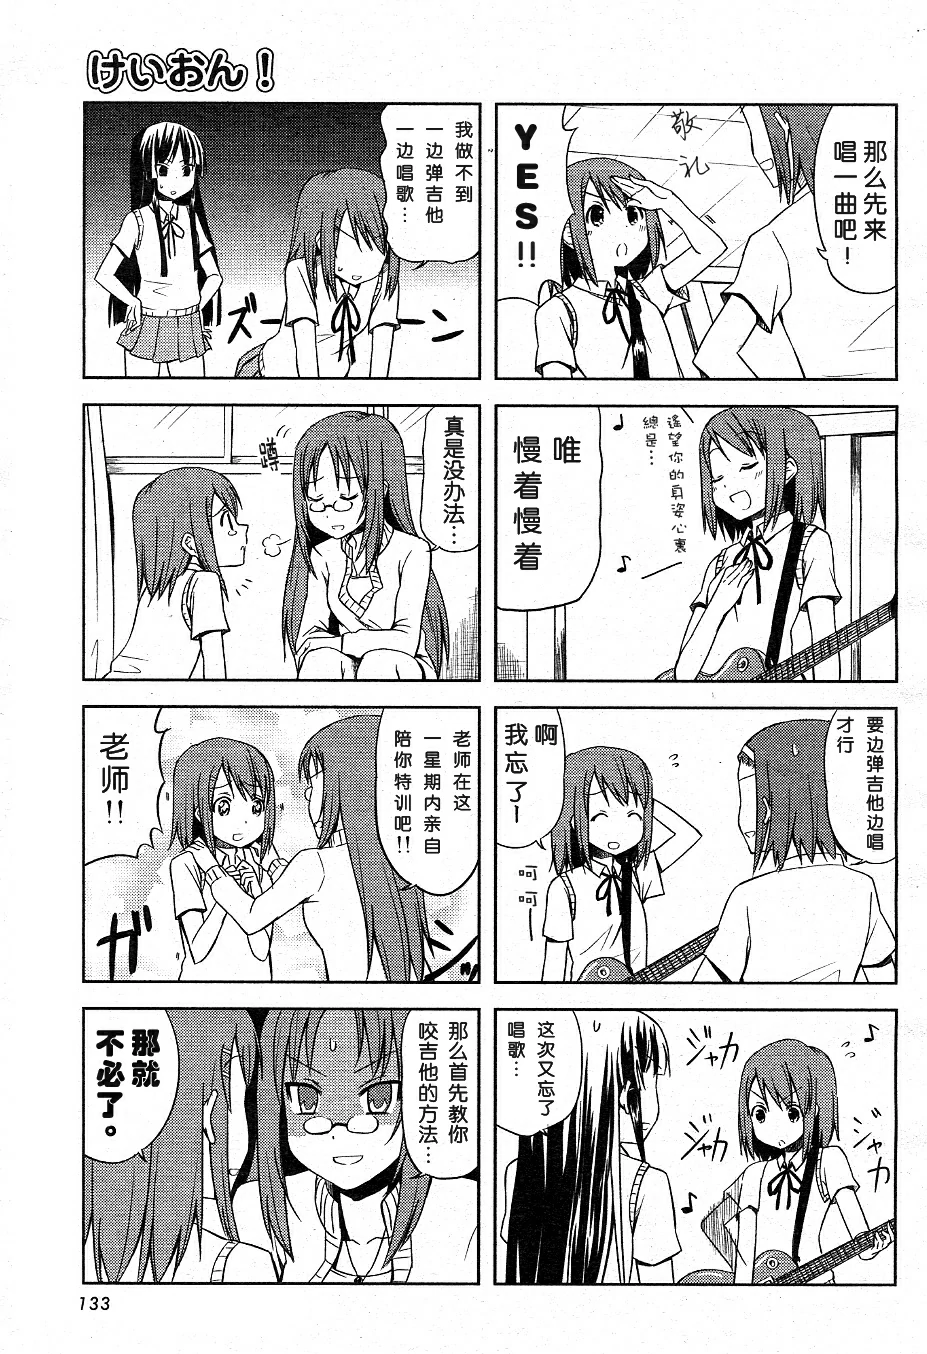 けいおん！
那么先来
唱一曲吧！
敬
礼
YES!!
遙望你的身姿心裏
總是…
唯
慢着慢着
要边弹吉他边唱
才行
啊
我忘了ー
呵
呵ー
ジャカ
ジャカ
ジャカ
这次又忘了
唱歌…
我做不到
一边弹吉他
一边唱歌…
ズーーーン
真是没办法…
蹲
老师在这
一星期内亲自
陪你特训吧!!
老师!!
ガ
那么首先教你
咬吉他的方法…
那就
不必了。
133